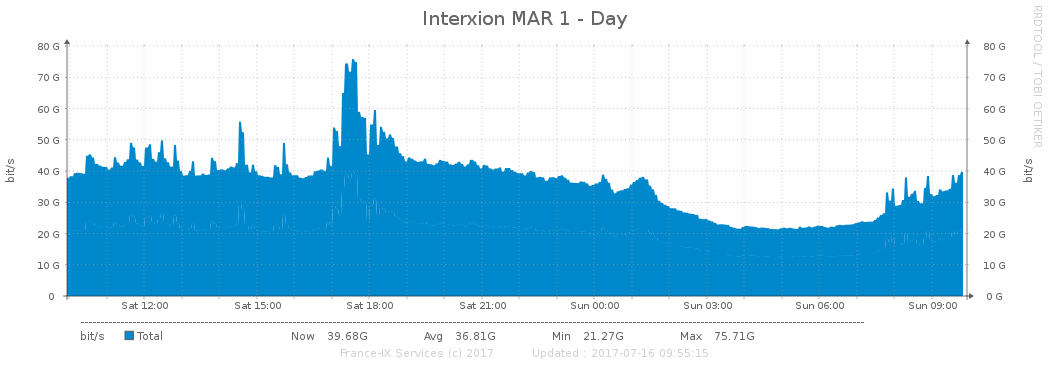 Interxion MAR 1 - Day
RRDTOOL / TOBI OETIKER
bit/s
bit/s
80 G 80 G
70 G 70 G
60 G 60 G
50 G 50 G
40 G 40 G
30 G 30 G
20 G 20 G
10 G 10 G
0 0 G
Sat 12:00 Sat 15:00 Sat 18:00 Sat 21:00 Sun 00:00 Sun 03:00 Sun 06:00 Sun 09:00
bit/s Total Now 39.68G Avg 36.81G Min 21.27G Max 75.71G
France-IX Services (c) 2017 Updated : 2017-07-16 09:55:15